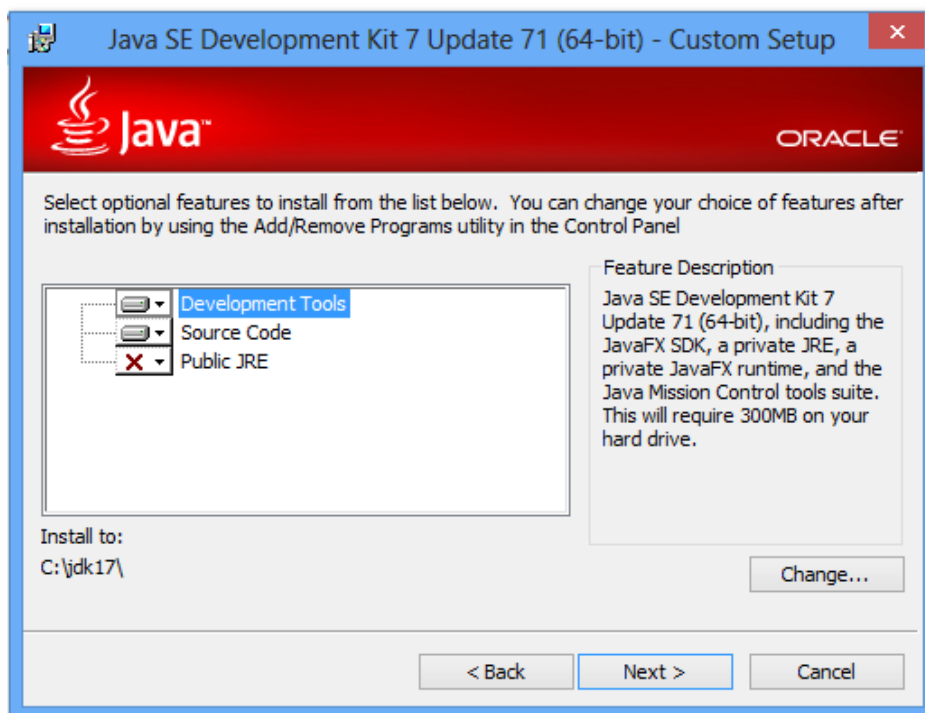 Java SE Development Kit 7 Update 71 (64-bit) - Custom Setup
Java™
ORACLE
Select optional features to install from the list below.  You can change your choice of features after
installation by using the Add/Remove Programs utility in the Control Panel
Development Tools
Source Code
Public JRE
Feature Description
Java SE Development Kit 7
Update 71 (64-bit), including the
JavaFX SDK, a private JRE, a
private JavaFX runtime, and the
Java Mission Control tools suite.
This will require 300MB on your
hard drive.
Install to:
C:\jdk17\
Change...
< Back
Next >
Cancel